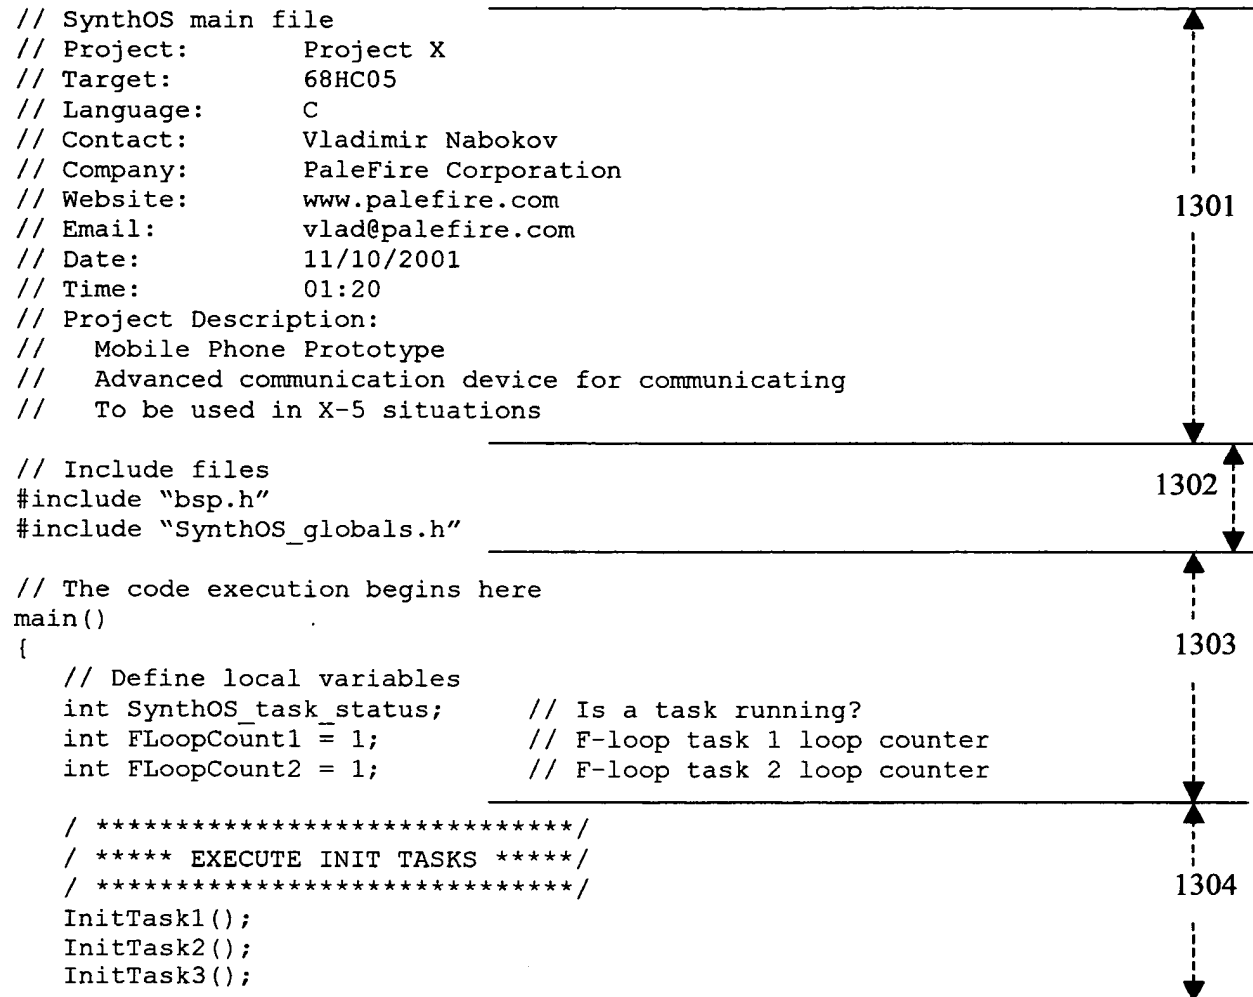 // SynthOS main file
// Project:         Project X
// Target:          68HC05
// Language:        C
// Contact:         Vladimir Nabokov
// Company:         PaleFire Corporation
// Website:         www.palefire.com
// Email:           vlad@palefire.com
// Date:            11/10/2001
// Time:            01:20
// Project Description:
//   Mobile Phone Prototype
//   Advanced communication device for communicating
//   To be used in X-5 situations
1301
// Include files
#include "bsp.h"
#include "SynthOS_globals.h"
1302
// The code execution begins here
main()
{
   // Define local variables
   int SynthOS_task_status;     // Is a task running?
   int FLoopCount1 = 1;         // F-loop task 1 loop counter
   int FLoopCount2 = 1;         // F-loop task 2 loop counter
1303
   / ******************************/
   / ***** EXECUTE INIT TASKS *****/
   / ******************************/
   InitTask1();
   InitTask2();
   InitTask3();
1304